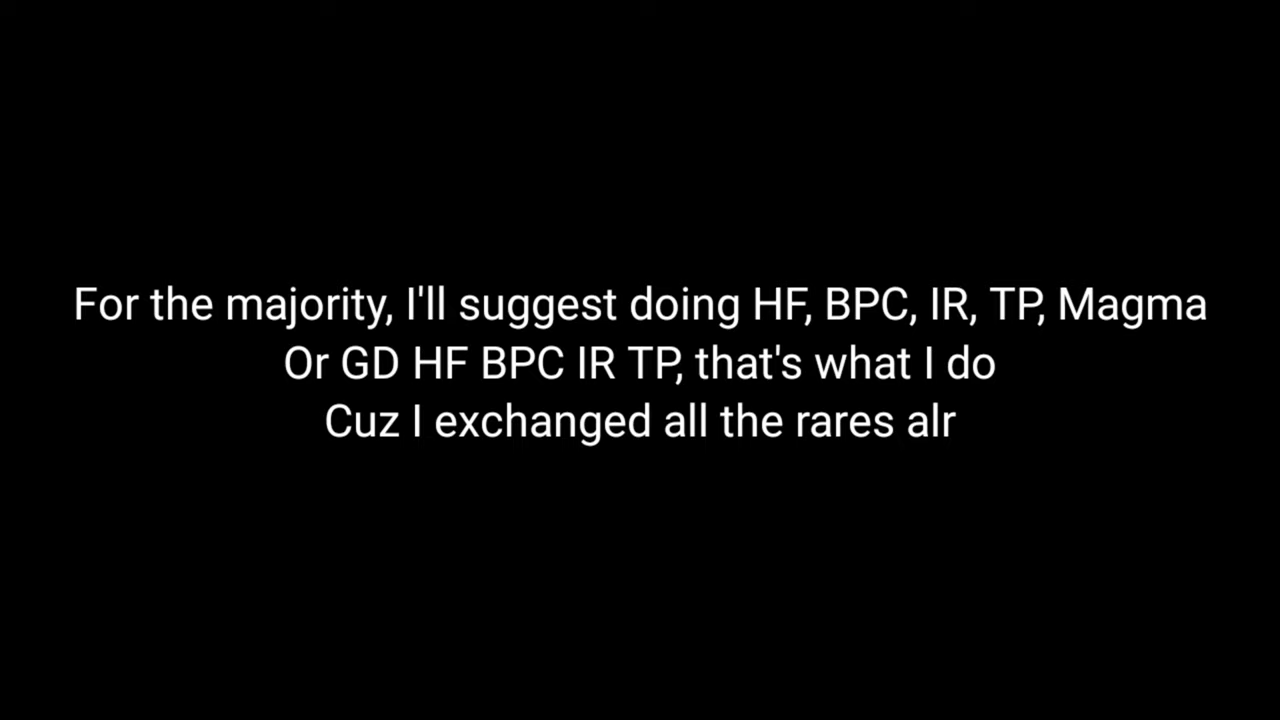 For the majority, I'll suggest doing HF, BPC, IR, TP, Magma
Or GD HF BPC IR TP, that's what I do
Cuz I exchanged all the rares alr